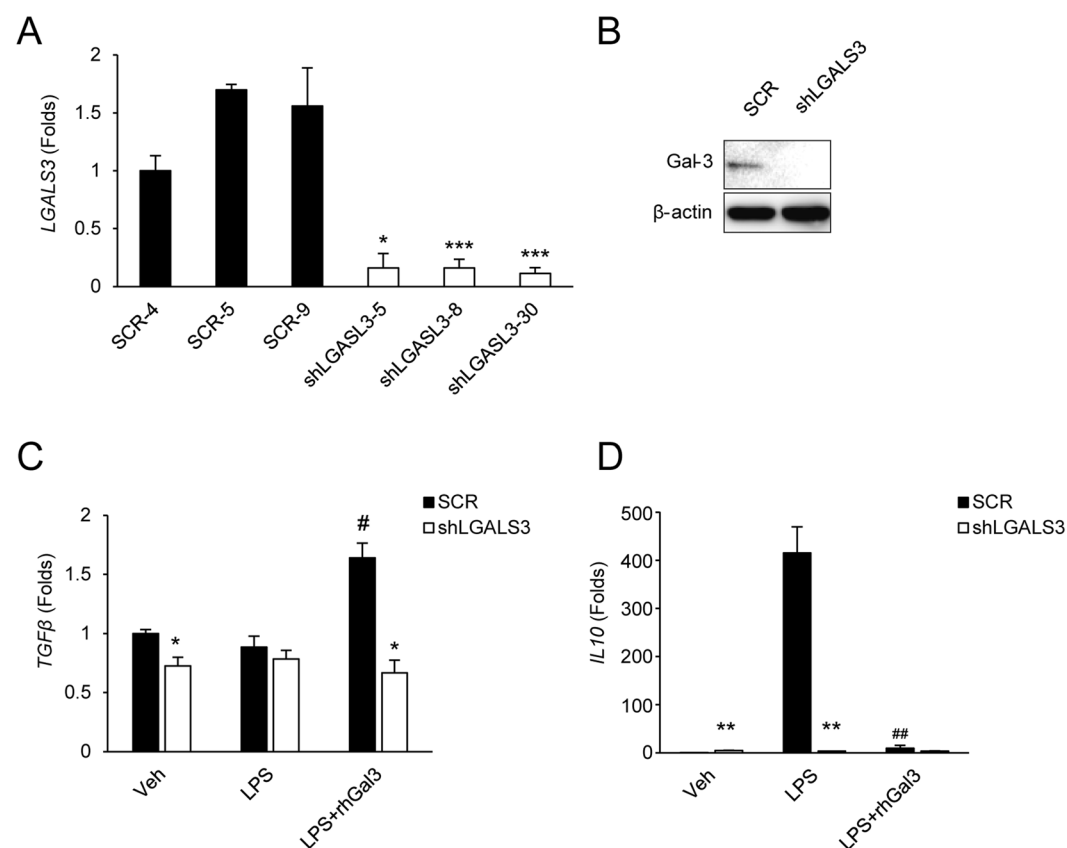 A
LGALS3 (Folds)
2
1.5
1
0.5
0
*
***
***
SCR-4
SCR-5
SCR-9
shLGASL3-5
shLGASL3-8
shLGASL3-30
B
SCR
shLGALS3
Gal-3
β-actin
C
SCR
shLGALS3
TGFβ (Folds)
2
1.5
1
0.5
0
*
#
*
Veh
LPS
LPS+rhGal3
D
SCR
shLGALS3
IL10 (Folds)
500
400
300
200
100
0
**
**
##
Veh
LPS
LPS+rhGal3